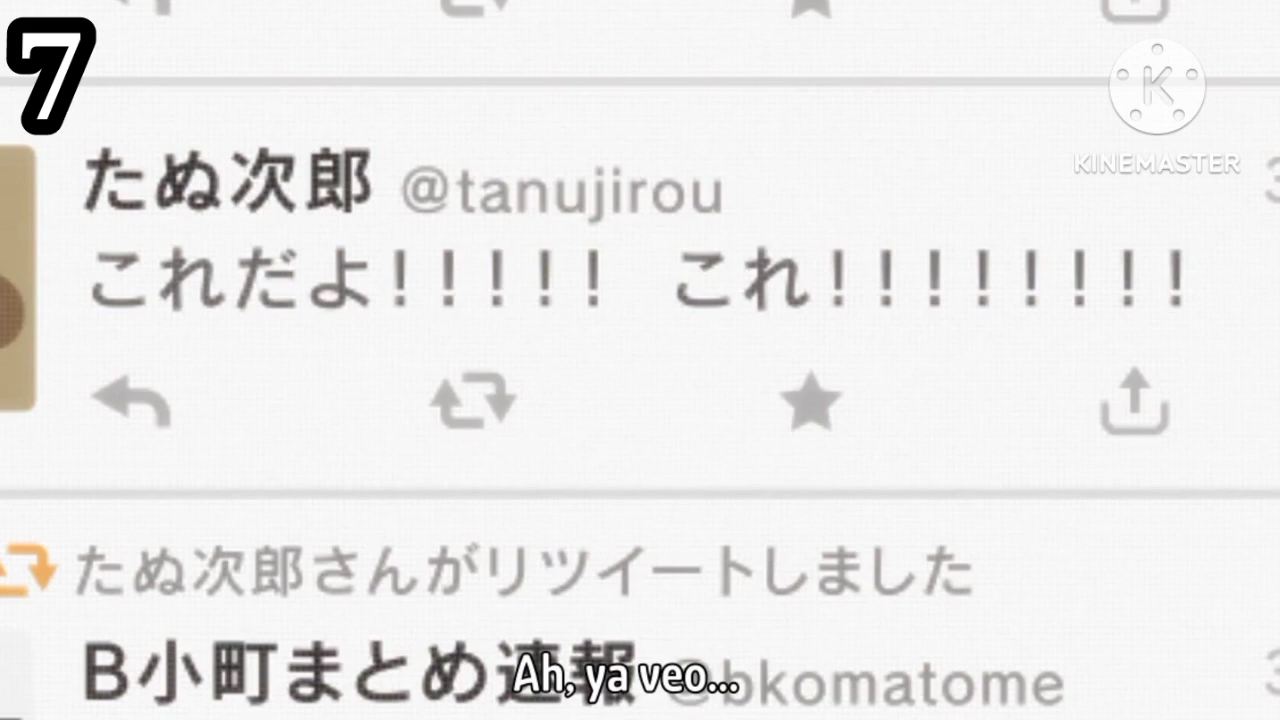 7
K
KINEMASTER
たぬ次郎 @tanujirou
これだよ!!!!! これ!!!!!!!!
たぬ次郎さんがリツイートしました
B小町まとめ速報 @bkomatome
Ah, ya veo...